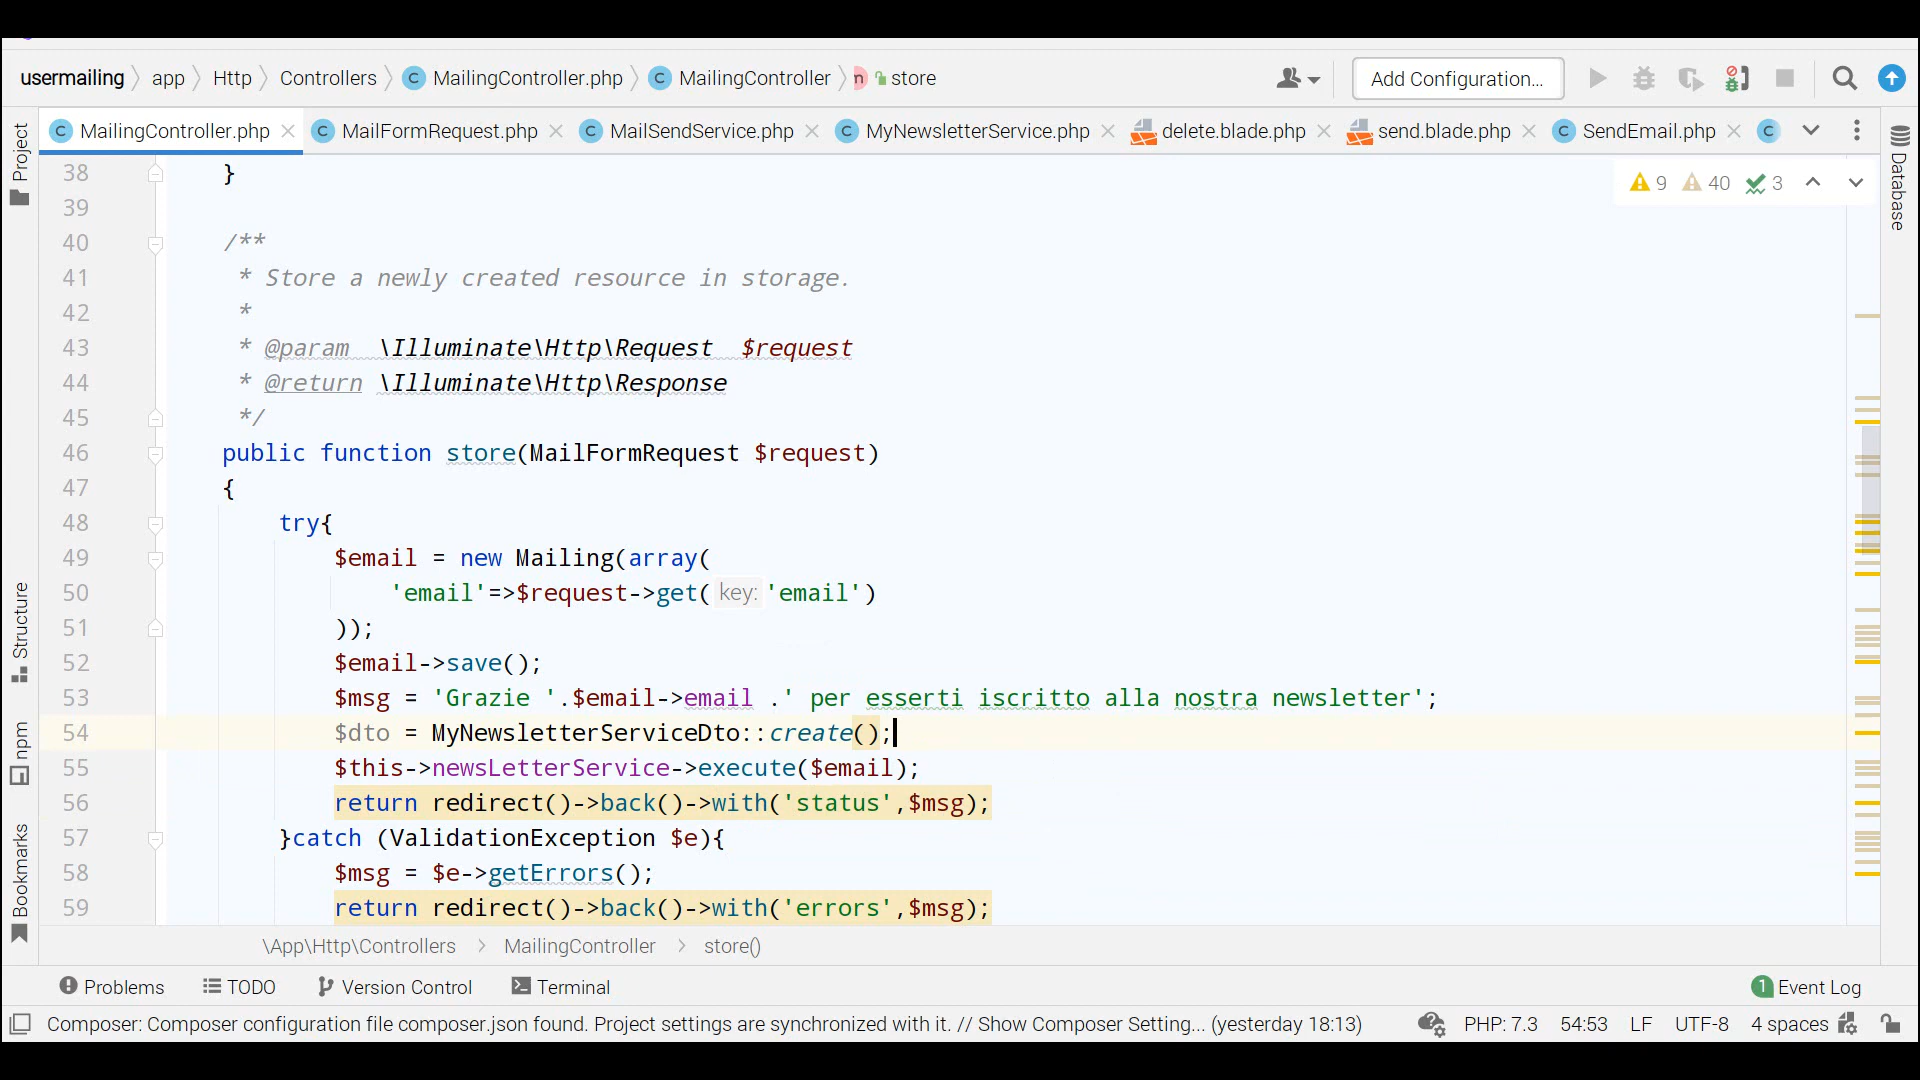 usermailing app Http Controllers C MailingController.php C MailingController m store Add Configuration...
C MailingController.php C MailFormRequest.php C MailSendService.php C MyNewsletterService.php delete.blade.php send.blade.php C SendEmail.php C
Project
Structure
npm
Bookmarks
Database
9 40 3
38 }
39
40 /**
41 * Store a newly created resource in storage.
42 *
43 * @param \Illuminate\Http\Request $request
44 * @return \Illuminate\Http\Response
45 */
46 public function store(MailFormRequest $request)
47 {
48 try{
49 $email = new Mailing(array(
50 'email'=>$request->get( key: 'email')
51 ));
52 $email->save();
53 $msg = 'Grazie '.$email->email .' per esserti iscritto alla nostra newsletter';
54 $dto = MyNewsletterServiceDto::create();
55 $this->newsLetterService->execute($email);
56 return redirect()->back()->with('status',$msg);
57 }catch (ValidationException $e){
58 $msg = $e->getErrors();
59 return redirect()->back()->with('errors',$msg);
\App\Http\Controllers MailingController store()
Problems TODO Version Control Terminal 1 Event Log
Composer: Composer configuration file composer.json found. Project settings are synchronized with it. // Show Composer Setting... (yesterday 18:13) PHP: 7.3 54:53 LF UTF-8 4 spaces